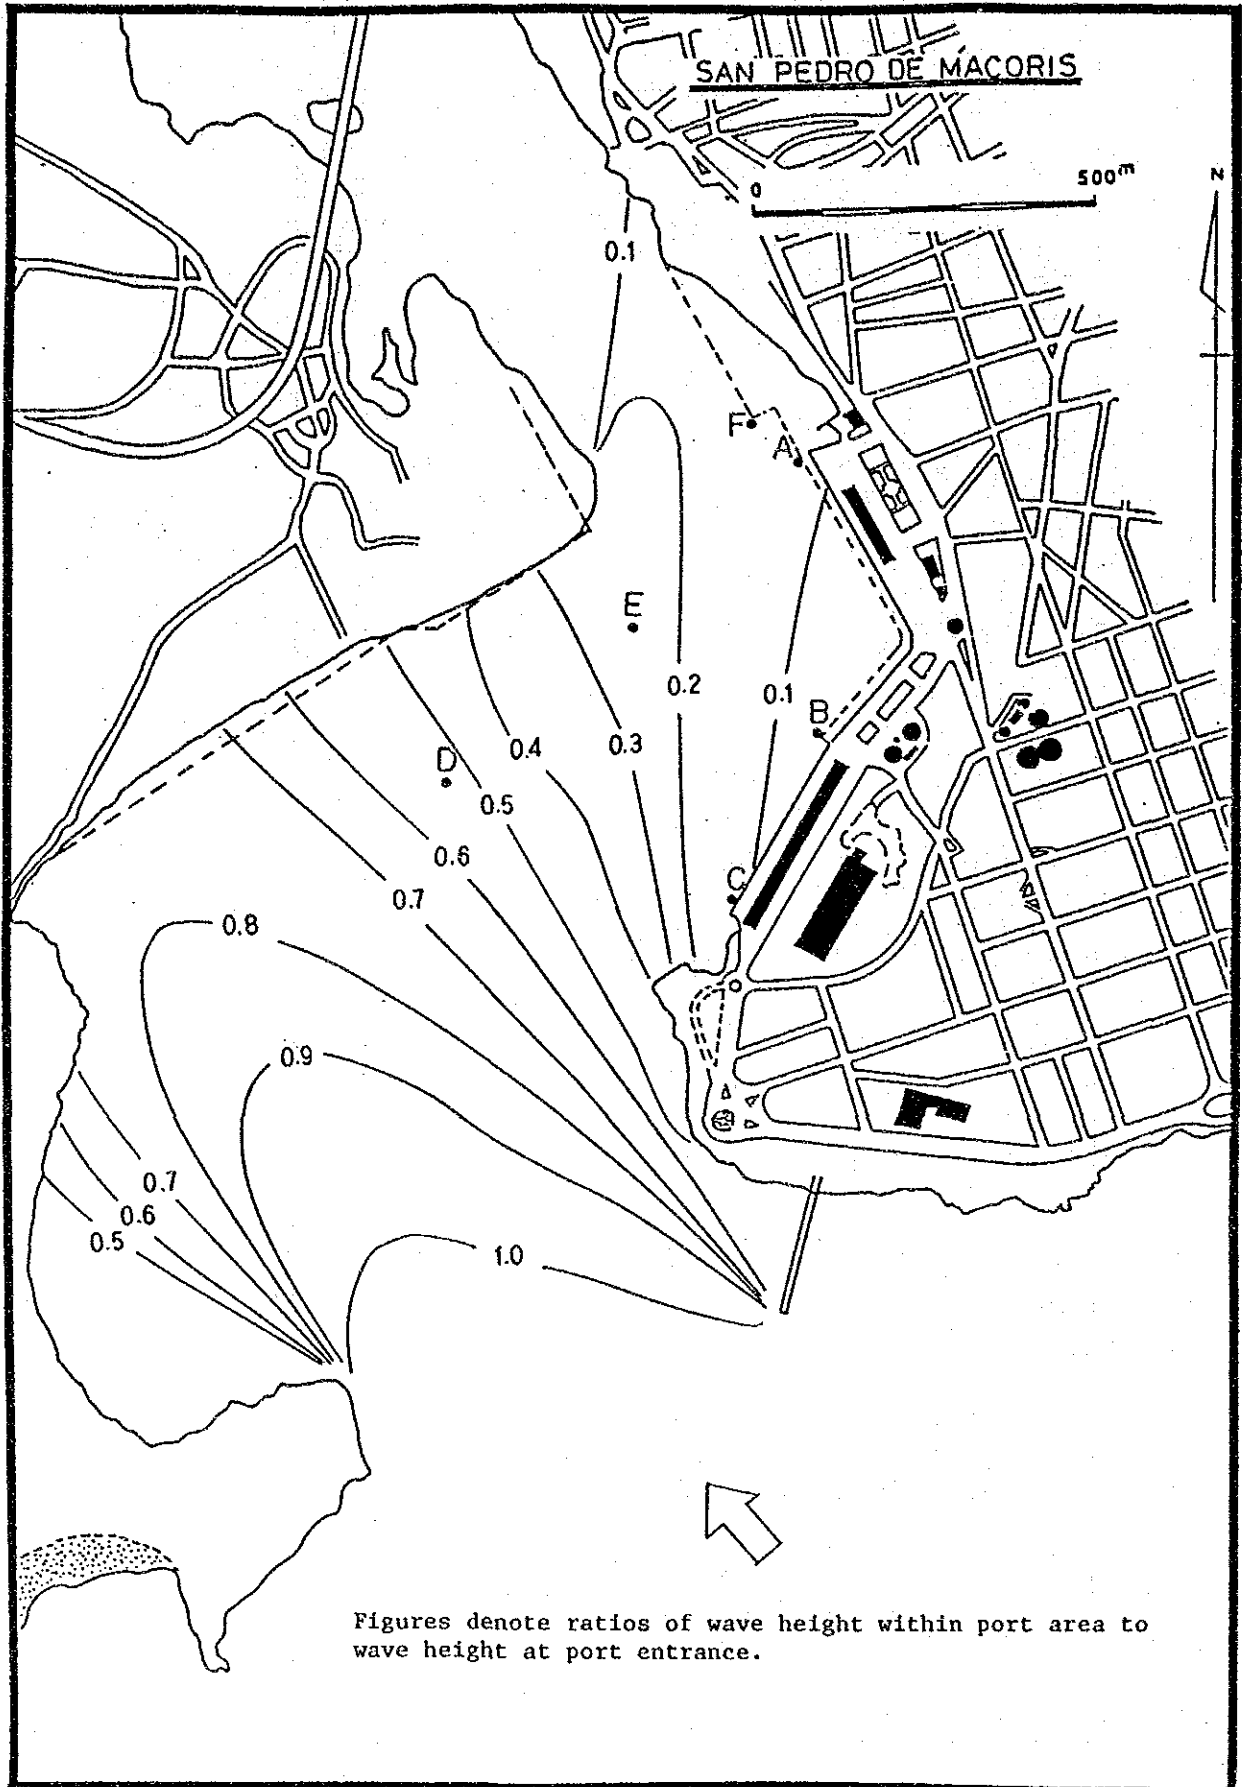 SAN PEDRO DE MACORIS
0 500m
N
0.1
F
A
E
0.2
0.1
B
0.4
0.3
D
0.5
0.6
C
0.7
0.8
0.9
0.7
0.6
0.5
1.0
Figures denote ratios of wave height within port area to
wave height at port entrance.